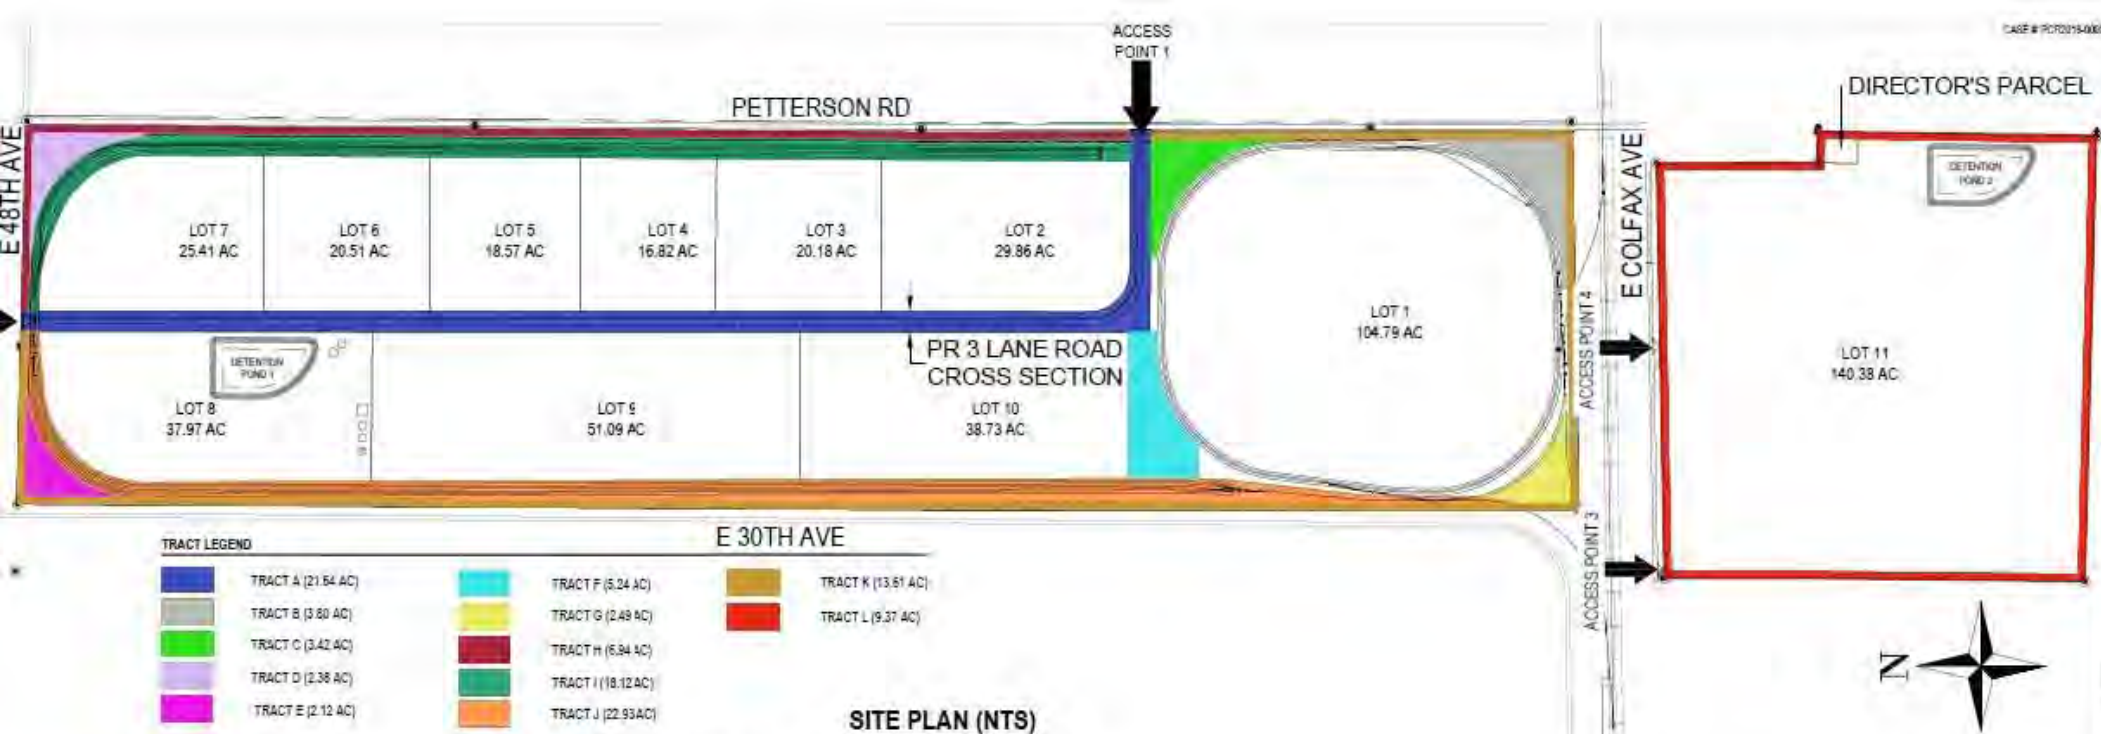 ACCESS
POINT 1
PETTERSON RD
DIRECTOR'S PARCEL
E 48TH AVE
E COLFAX AVE
DETENTION
POND 2
LOT 7
25.41 AC
LOT 6
20.51 AC
LOT 5
18.57 AC
LOT 4
16.82 AC
LOT 3
20.18 AC
LOT 2
29.86 AC
LOT 1
104.79 AC
ACCESS POINT 4
LOT 11
140.38 AC
PR 3 LANE ROAD
CROSS SECTION
DETENTION
POND 1
LOT 8
37.97 AC
LOT 9
51.09 AC
LOT 10
38.73 AC
ACCESS POINT 3
E 30TH AVE
TRACT LEGEND
TRACT A (21.64 AC)
TRACT B (3.80 AC)
TRACT C (3.42 AC)
TRACT D (2.36 AC)
TRACT E (2.12 AC)
TRACT F (5.24 AC)
TRACT G (2.49 AC)
TRACT H (6.94 AC)
TRACT I (18.12 AC)
TRACT J (22.93 AC)
TRACT K (13.61 AC)
TRACT L (9.37 AC)
N
SITE PLAN (NTS)